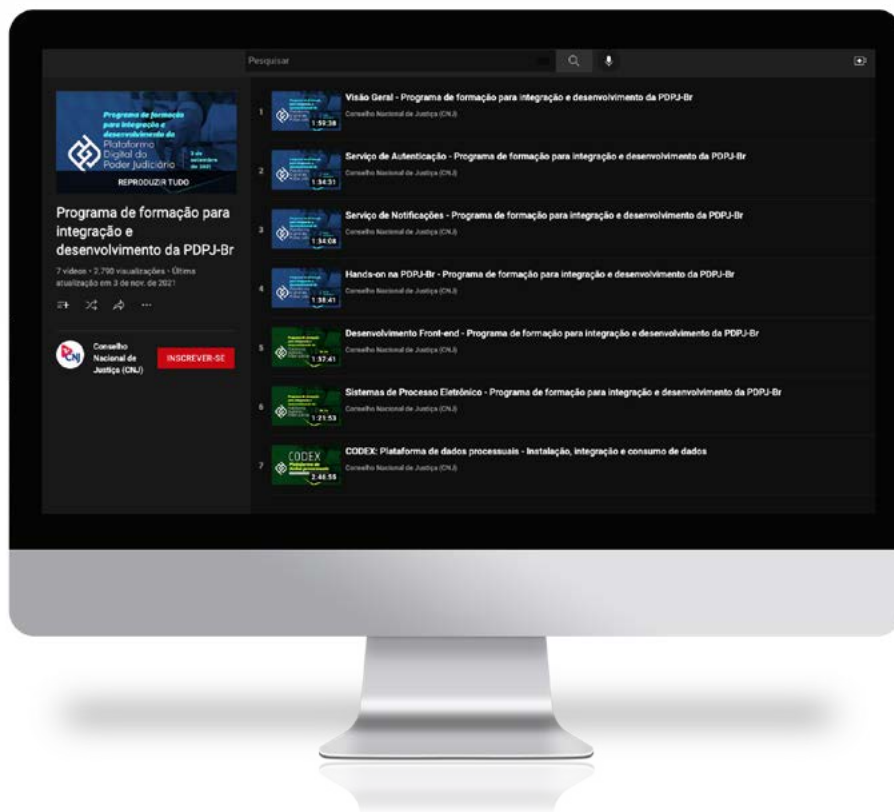 Pesquisar
Programa de formação
para integração e
desenvolvimento da
Plataforma
Digital do
Poder Judiciário
3 de
setembro
de 2021
REPRODUZIR TUDO
Programa de formação para
integração e
desenvolvimento da PDPJ-Br
7 vídeos • 2.790 visualizações • Última
atualização em 3 de nov. de 2021
CNJ
Conselho
Nacional de
Justiça (CNJ)
INSCREVER-SE
1
1:59:38
Visão Geral - Programa de formação para integração e desenvolvimento da PDPJ-Br
Conselho Nacional de Justiça (CNJ)
2
1:34:31
Serviço de Autenticação - Programa de formação para integração e desenvolvimento da PDPJ-Br
Conselho Nacional de Justiça (CNJ)
3
1:34:08
Serviço de Notificações - Programa de formação para integração e desenvolvimento da PDPJ-Br
Conselho Nacional de Justiça (CNJ)
4
1:38:41
Hands-on na PDPJ-Br - Programa de formação para integração e desenvolvimento da PDPJ-Br
Conselho Nacional de Justiça (CNJ)
5
1:37:41
Desenvolvimento Front-end - Programa de formação para integração e desenvolvimento da PDPJ-Br
Conselho Nacional de Justiça (CNJ)
6
1:21:53
Sistemas de Processo Eletrônico - Programa de formação para integração e desenvolvimento da PDPJ-Br
Conselho Nacional de Justiça (CNJ)
7
CODEX
Plataforma de
dados processuais
2:46:55
CODEX: Plataforma de dados processuais - Instalação, integração e consumo de dados
Conselho Nacional de Justiça (CNJ)